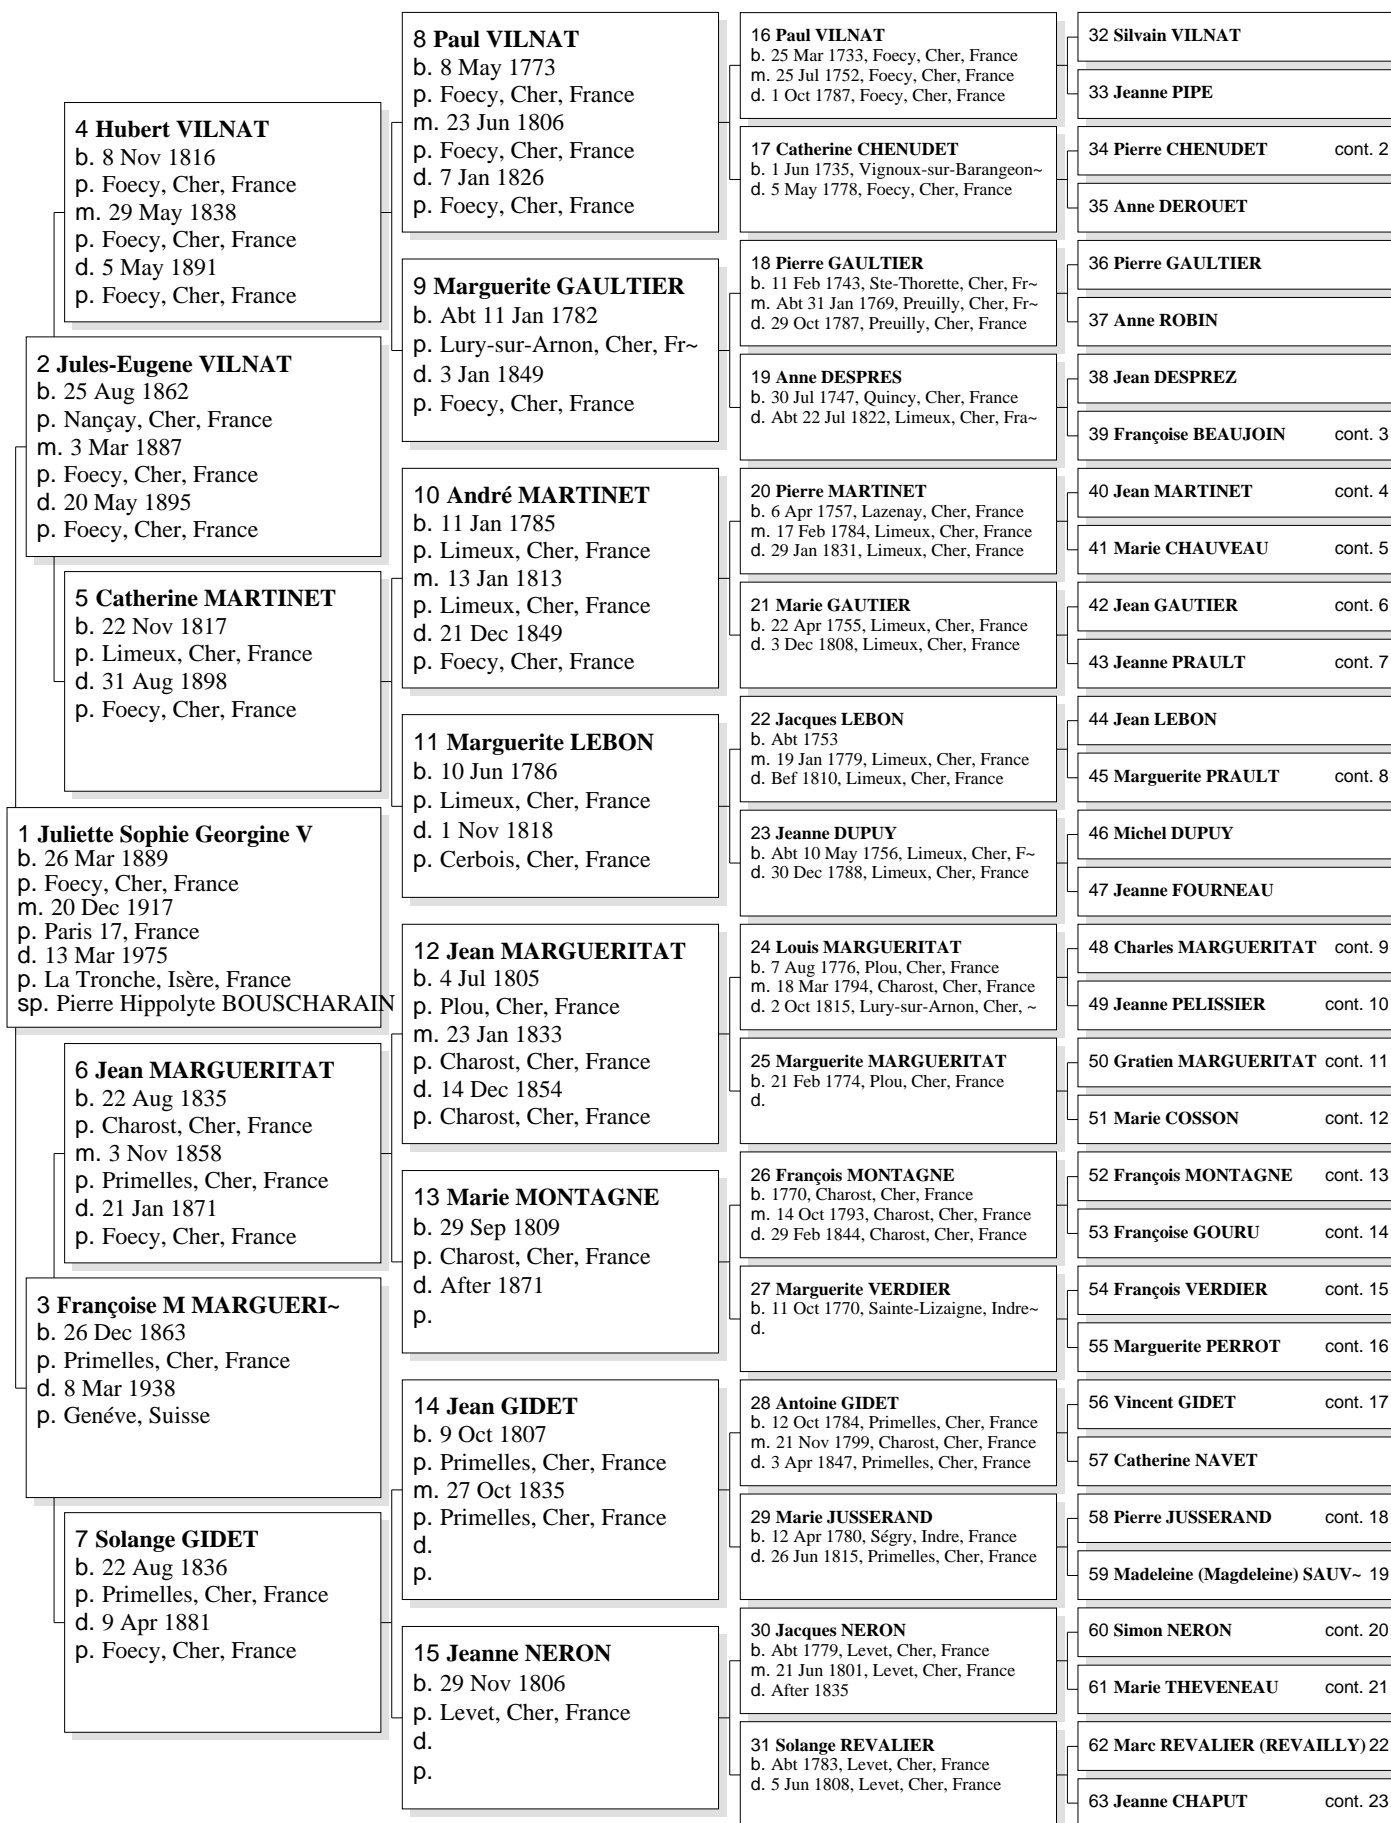 1 Juliette Sophie Georgine V
b. 26 Mar 1889
p. Foecy, Cher, France
m. 20 Dec 1917
p. Paris 17, France
d. 13 Mar 1975
p. La Tronche, Isère, France
sp. Pierre Hippolyte BOUSCHARAIN
2 Jules-Eugene VILNAT
b. 25 Aug 1862
p. Nançay, Cher, France
m. 3 Mar 1887
p. Foecy, Cher, France
d. 20 May 1895
p. Foecy, Cher, France
3 Françoise M MARGUERI~
b. 26 Dec 1863
p. Primelles, Cher, France
d. 8 Mar 1938
p. Genéve, Suisse
4 Hubert VILNAT
b. 8 Nov 1816
p. Foecy, Cher, France
m. 29 May 1838
p. Foecy, Cher, France
d. 5 May 1891
p. Foecy, Cher, France
5 Catherine MARTINET
b. 22 Nov 1817
p. Limeux, Cher, France
d. 31 Aug 1898
p. Foecy, Cher, France
6 Jean MARGUERITAT
b. 22 Aug 1835
p. Charost, Cher, France
m. 3 Nov 1858
p. Primelles, Cher, France
d. 21 Jan 1871
p. Foecy, Cher, France
7 Solange GIDET
b. 22 Aug 1836
p. Primelles, Cher, France
d. 9 Apr 1881
p. Foecy, Cher, France
8 Paul VILNAT
b. 8 May 1773
p. Foecy, Cher, France
m. 23 Jun 1806
p. Foecy, Cher, France
d. 7 Jan 1826
p. Foecy, Cher, France
9 Marguerite GAULTIER
b. Abt 11 Jan 1782
p. Lury-sur-Arnon, Cher, Fr~
d. 3 Jan 1849
p. Foecy, Cher, France
10 André MARTINET
b. 11 Jan 1785
p. Limeux, Cher, France
m. 13 Jan 1813
p. Limeux, Cher, France
d. 21 Dec 1849
p. Foecy, Cher, France
11 Marguerite LEBON
b. 10 Jun 1786
p. Limeux, Cher, France
d. 1 Nov 1818
p. Cerbois, Cher, France
12 Jean MARGUERITAT
b. 4 Jul 1805
p. Plou, Cher, France
m. 23 Jan 1833
p. Charost, Cher, France
d. 14 Dec 1854
p. Charost, Cher, France
13 Marie MONTAGNE
b. 29 Sep 1809
p. Charost, Cher, France
d. After 1871
p.
14 Jean GIDET
b. 9 Oct 1807
p. Primelles, Cher, France
m. 27 Oct 1835
p. Primelles, Cher, France
d.
p.
15 Jeanne NERON
b. 29 Nov 1806
p. Levet, Cher, France
d.
p.
16 Paul VILNAT
b. 25 Mar 1733, Foecy, Cher, France
m. 25 Jul 1752, Foecy, Cher, France
d. 1 Oct 1787, Foecy, Cher, France
17 Catherine CHENUDET
b. 1 Jun 1735, Vignoux-sur-Barangeon~
d. 5 May 1778, Foecy, Cher, France
18 Pierre GAULTIER
b. 11 Feb 1743, Ste-Thorette, Cher, Fr~
m. Abt 31 Jan 1769, Preuilly, Cher, Fr~
d. 29 Oct 1787, Preuilly, Cher, France
19 Anne DESPRES
b. 30 Jul 1747, Quincy, Cher, France
d. Abt 22 Jul 1822, Limeux, Cher, Fra~
20 Pierre MARTINET
b. 6 Apr 1757, Lazenay, Cher, France
m. 17 Feb 1784, Limeux, Cher, France
d. 29 Jan 1831, Limeux, Cher, France
21 Marie GAUTIER
b. 22 Apr 1755, Limeux, Cher, France
d. 3 Dec 1808, Limeux, Cher, France
22 Jacques LEBON
b. Abt 1753
m. 19 Jan 1779, Limeux, Cher, France
d. Bef 1810, Limeux, Cher, France
23 Jeanne DUPUY
b. Abt 10 May 1756, Limeux, Cher, F~
d. 30 Dec 1788, Limeux, Cher, France
24 Louis MARGUERITAT
b. 7 Aug 1776, Plou, Cher, France
m. 18 Mar 1794, Charost, Cher, France
d. 2 Oct 1815, Lury-sur-Arnon, Cher, ~
25 Marguerite MARGUERITAT
b. 21 Feb 1774, Plou, Cher, France
d.
26 François MONTAGNE
b. 1770, Charost, Cher, France
m. 14 Oct 1793, Charost, Cher, France
d. 29 Feb 1844, Charost, Cher, France
27 Marguerite VERDIER
b. 11 Oct 1770, Sainte-Lizaigne, Indre~
d.
28 Antoine GIDET
b. 12 Oct 1784, Primelles, Cher, France
m. 21 Nov 1799, Charost, Cher, France
d. 3 Apr 1847, Primelles, Cher, France
29 Marie JUSSERAND
b. 12 Apr 1780, Ségry, Indre, France
d. 26 Jun 1815, Primelles, Cher, France
30 Jacques NERON
b. Abt 1779, Levet, Cher, France
m. 21 Jun 1801, Levet, Cher, France
d. After 1835
31 Solange REVALIER
b. Abt 1783, Levet, Cher, France
d. 5 Jun 1808, Levet, Cher, France
32 Silvain VILNAT
33 Jeanne PIPE
34 Pierre CHENUDET cont. 2
35 Anne DEROUET
36 Pierre GAULTIER
37 Anne ROBIN
38 Jean DESPREZ
39 Françoise BEAUJOIN cont. 3
40 Jean MARTINET cont. 4
41 Marie CHAUVEAU cont. 5
42 Jean GAUTIER cont. 6
43 Jeanne PRAULT cont. 7
44 Jean LEBON
45 Marguerite PRAULT cont. 8
46 Michel DUPUY
47 Jeanne FOURNEAU
48 Charles MARGUERITAT cont. 9
49 Jeanne PELISSIER cont. 10
50 Gratien MARGUERITAT cont. 11
51 Marie COSSON cont. 12
52 François MONTAGNE cont. 13
53 Françoise GOURU cont. 14
54 François VERDIER cont. 15
55 Marguerite PERROT cont. 16
56 Vincent GIDET cont. 17
57 Catherine NAVET
58 Pierre JUSSERAND cont. 18
59 Madeleine (Magdeleine) SAUV~ 19
60 Simon NERON cont. 20
61 Marie THEVENEAU cont. 21
62 Marc REVALIER (REVAILLY) 22
63 Jeanne CHAPUT cont. 23